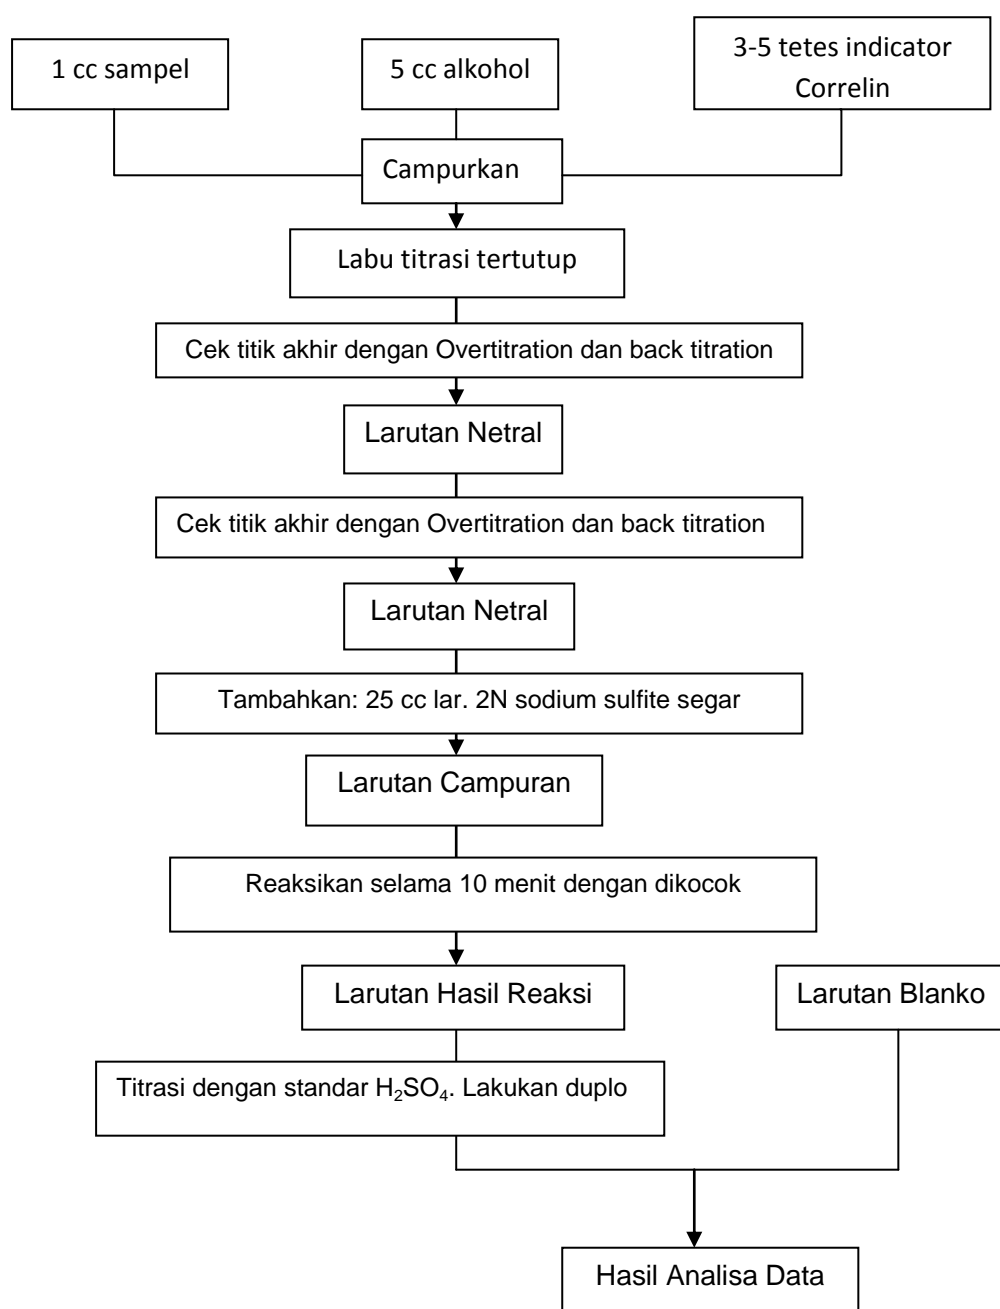 1 cc sampel
5 cc alkohol
3-5 tetes indicator
Correlin
Campurkan
Labu titrasi tertutup
Cek titik akhir dengan Overtitration dan back titration
Larutan Netral
Cek titik akhir dengan Overtitration dan back titration
Larutan Netral
Tambahkan: 25 cc lar. 2N sodium sulfite segar
Larutan Campuran
Reaksikan selama 10 menit dengan dikocok
Larutan Hasil Reaksi
Larutan Blanko
Titrasi dengan standar H₂SO₄. Lakukan duplo
Hasil Analisa Data